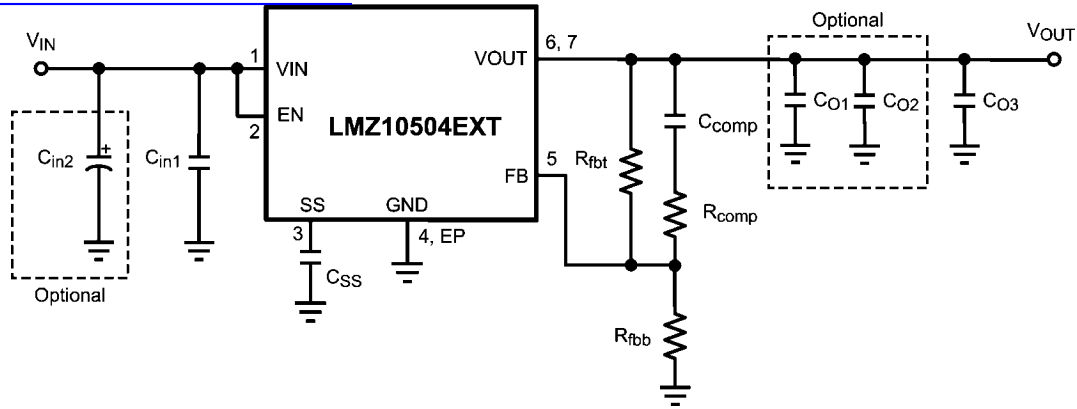 Optional
VIN
VOUT
1
VIN
VOUT
6, 7
EN
2
LMZ10504EXT
CO1
CO2
CO3
Ccomp
Cin2
+
Cin1
5
FB
Rfbt
Rcomp
SS
GND
3
4, EP
CSS
Optional
Rfbb